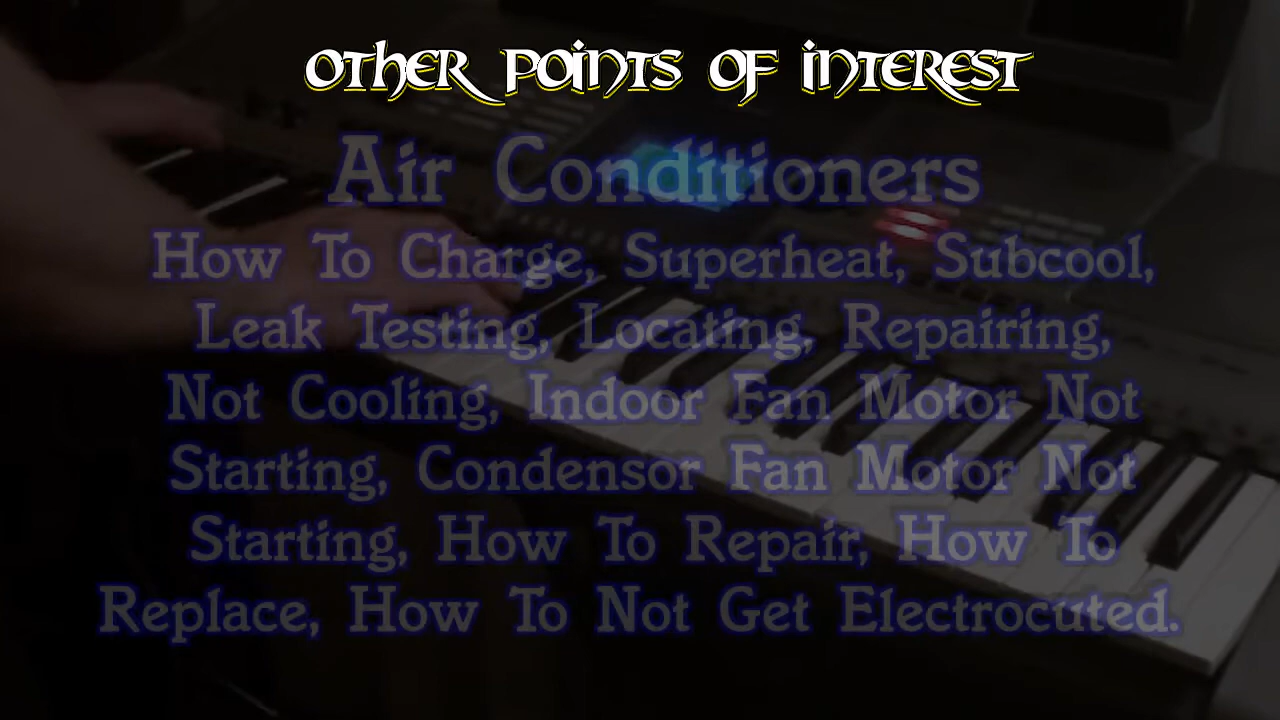 OTHER POINTS OF INTEREST
Air Conditioners
How To Charge, Superheat, Subcool,
Leak Testing, Locating, Repairing,
Not Cooling, Indoor Fan Motor Not
Starting, Condensor Fan Motor Not
Starting, How To Repair, How To
Replace, How To Not Get Electrocuted.